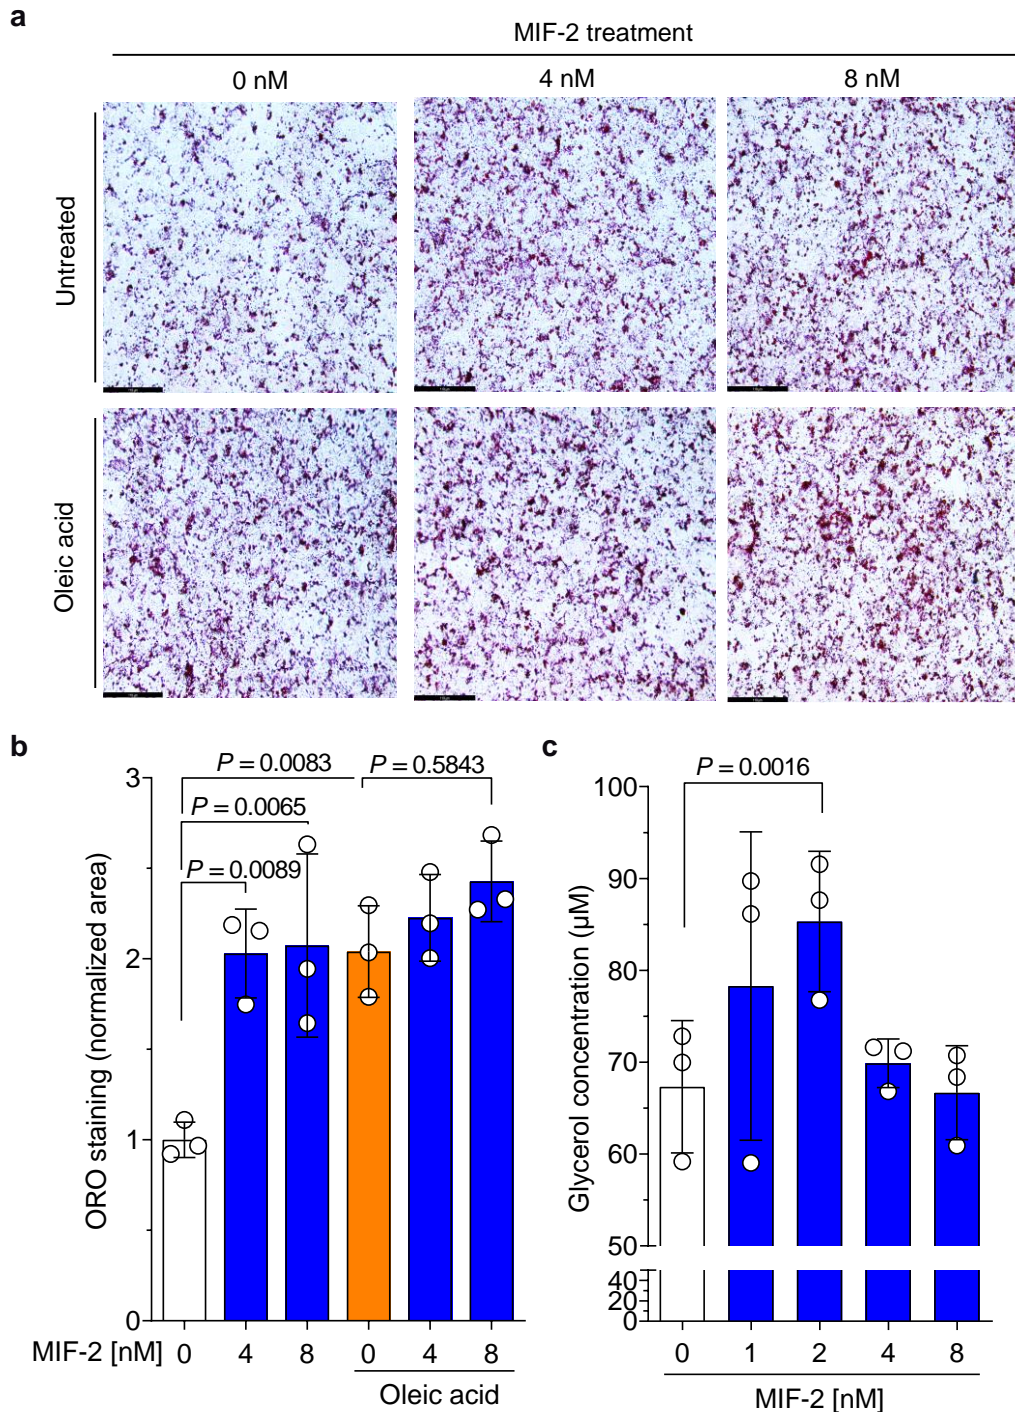 a
MIF-2 treatment
0 nM
4 nM
8 nM
Untreated
Oleic acid
b
P = 0.0083
P = 0.5843
P = 0.0065
P = 0.0089
3
2
1
0
ORO staining (normalized area)
MIF-2 [nM]
0
4
8
0
4
8
Oleic acid
c
P = 0.0016
100
90
80
70
60
50
40
20
0
Glycerol concentration (µM)
0
1
2
4
8
MIF-2 [nM]